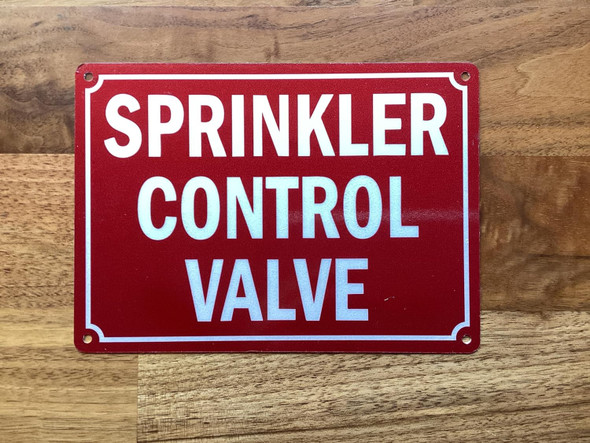 SPRINKLER
CONTROL
VALVE